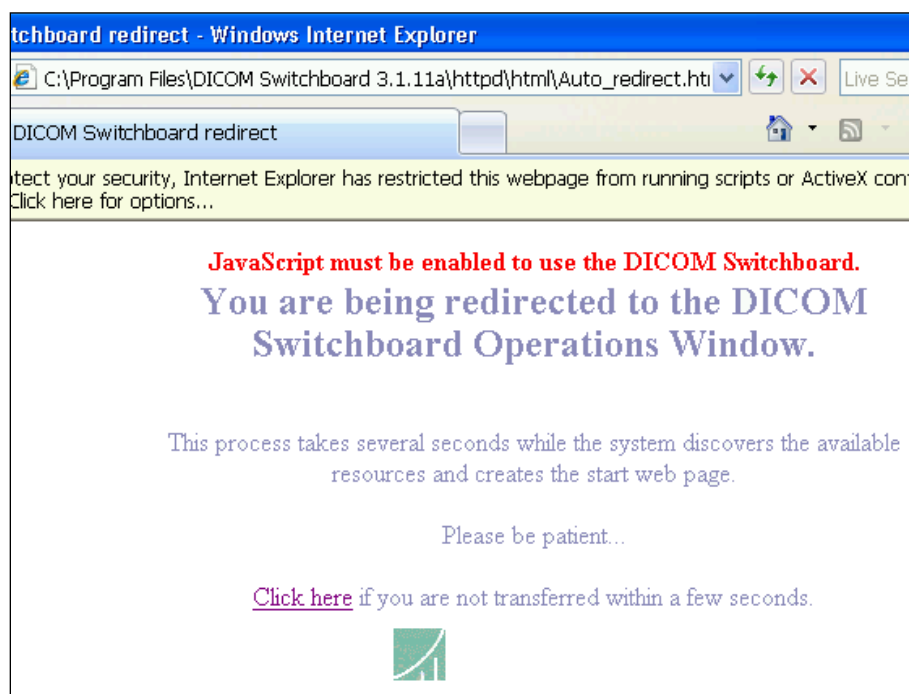 tchboard redirect - Windows Internet Explorer
C:\Program Files\DICOM Switchboard 3.1.11a\httpd\html\Auto_redirect.ht
Live Se
DICOM Switchboard redirect
tect your security, Internet Explorer has restricted this webpage from running scripts or ActiveX con
Click here for options...
JavaScript must be enabled to use the DICOM Switchboard.
You are being redirected to the DICOM
Switchboard Operations Window.
This process takes several seconds while the system discovers the available
resources and creates the start web page.
Please be patient...
Click here if you are not transferred within a few seconds.